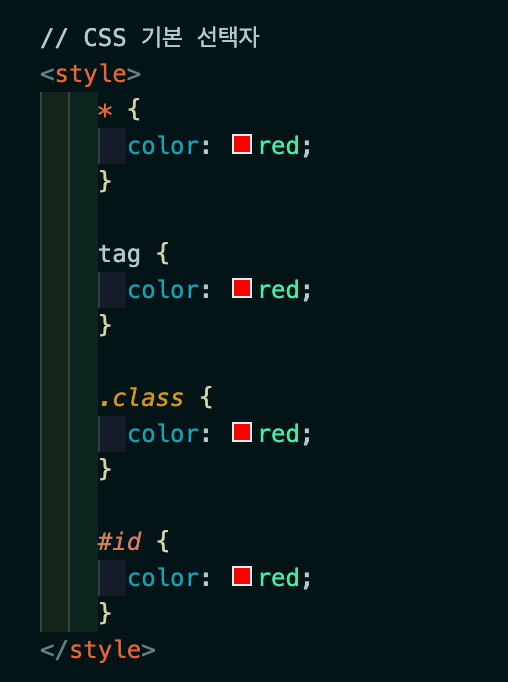 // CSS 기본 선택자
<style>
* {
color: red;
}
tag {
color: red;
}
.class {
color: red;
}
#id {
color: red;
}
</style>